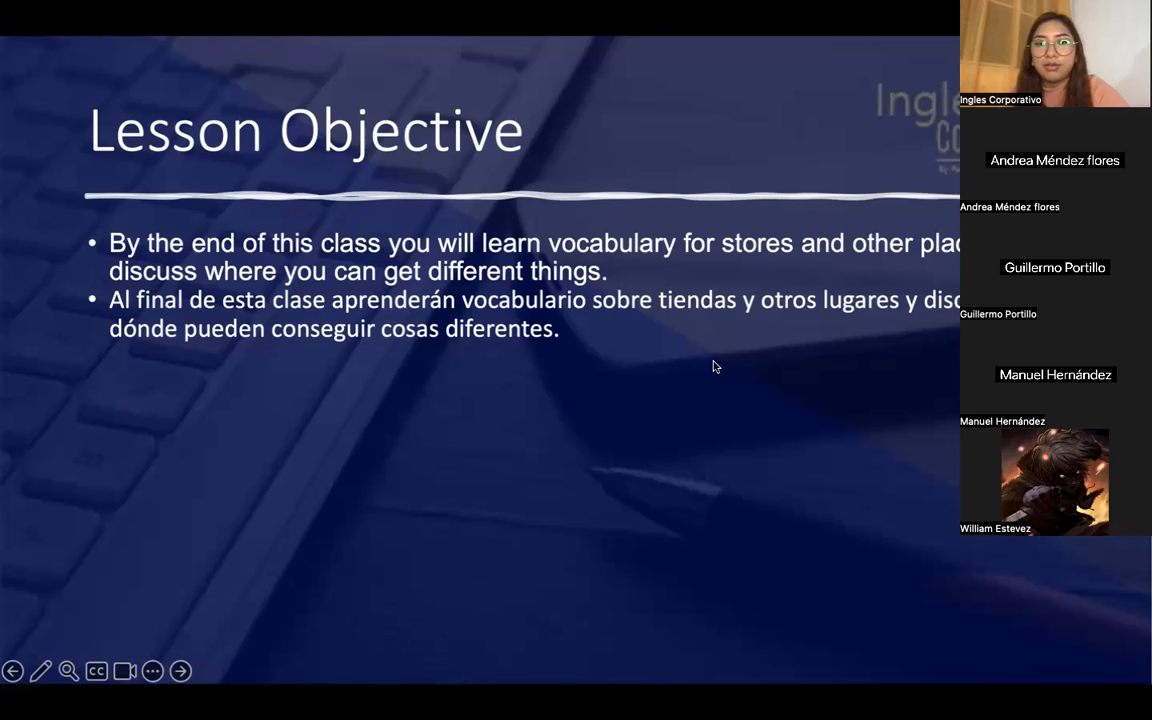 Lesson Objective
• By the end of this class you will learn vocabulary for stores and other
discuss where you can get different things.
• Al final de esta clase aprenderán vocabulario sobre tiendas y otros lugares y
dónde pueden conseguir cosas diferentes.
Ingles Corporativo
Andrea Méndez flores
Andrea Méndez flores
Guillermo Portillo
Guillermo Portillo
Manuel Hernández
Manuel Hernández
William Estevez
CC